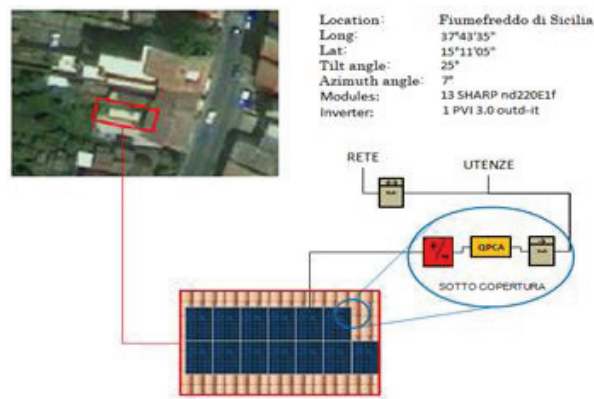 Location: Fiumefreddo di Sicilia
Long: 37°43'35"
Lat: 15°11'05"
Tilt angle: 25°
Azimuth angle: 7°
Modules: 13 SHARP nd220E1f
Inverter: 1 PVI 3.0 outd-it
RETE
UTENZE
QPCA
SOTTO COPERTURA